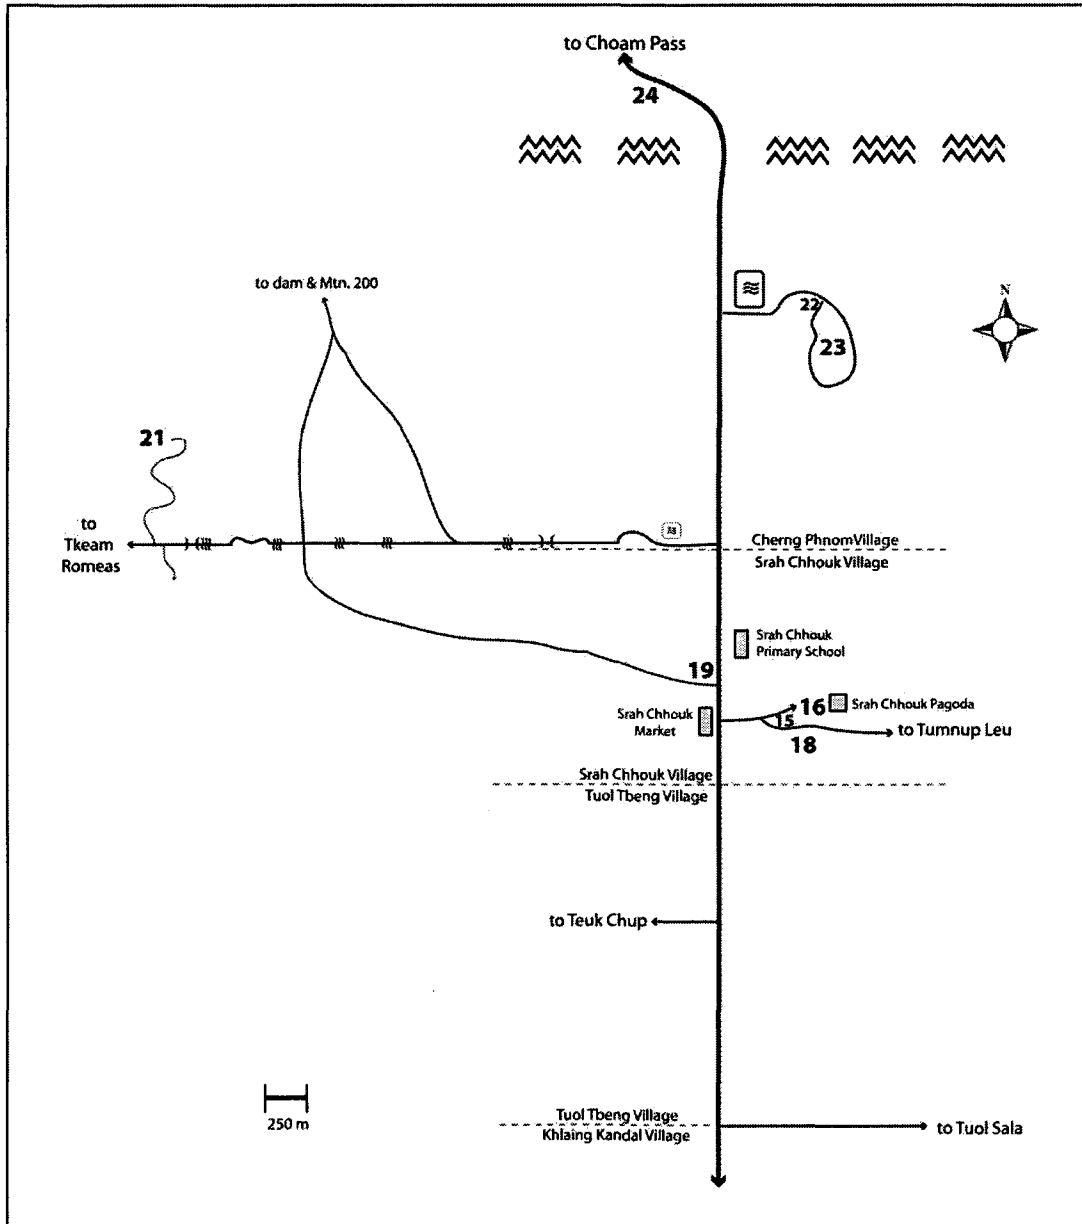 to Choam Pass
24
to dam & Mtn. 200
N
22
23
21
to
Tkeam
Romeas
Cherng PhnomVillage
Srah Chhouk Village
Srah Chhouk
Primary School
19
16
Srah Chhouk Pagoda
15
Srah Chhouk
Market
to Tumnup Leu
18
Srah Chhouk Village
Tuol Tbeng Village
to Teuk Chup
250 m
Tuol Tbeng Village
Khlaing Kandal Village
to Tuol Sala